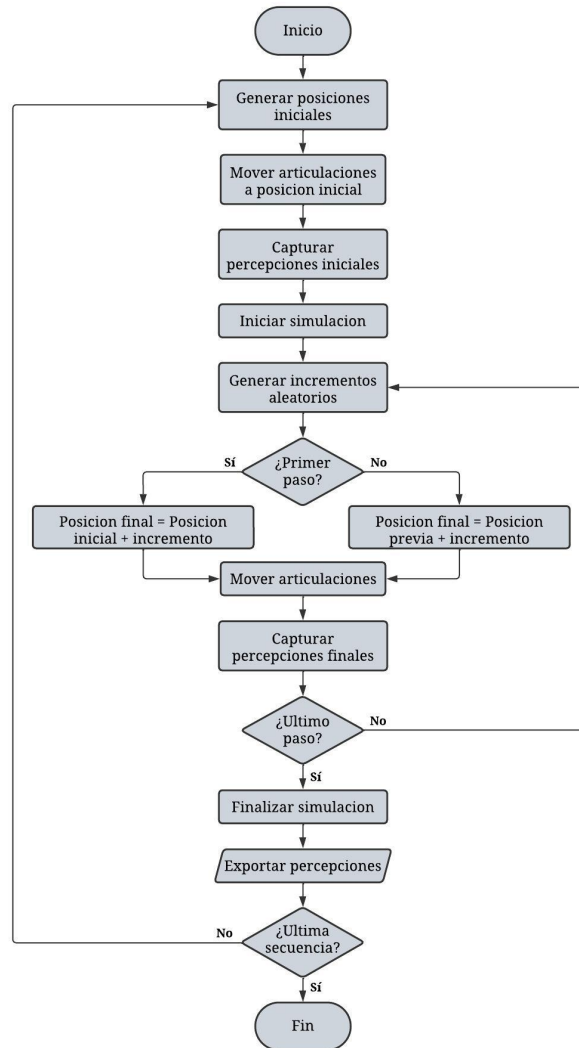 Inicio
Generar posiciones
iniciales
Mover articulaciones
a posicion inicial
Capturar
percepciones iniciales
Iniciar simulacion
Generar incrementos
aleatorios
¿Primer
paso?
Sí
No
Posicion final = Posicion
inicial + incremento
Posicion final = Posicion
previa + incremento
Mover articulaciones
Capturar
percepciones finales
¿Ultimo
paso?
No
Sí
Finalizar simulacion
Exportar percepciones
¿Ultima
secuencia?
No
Sí
Fin